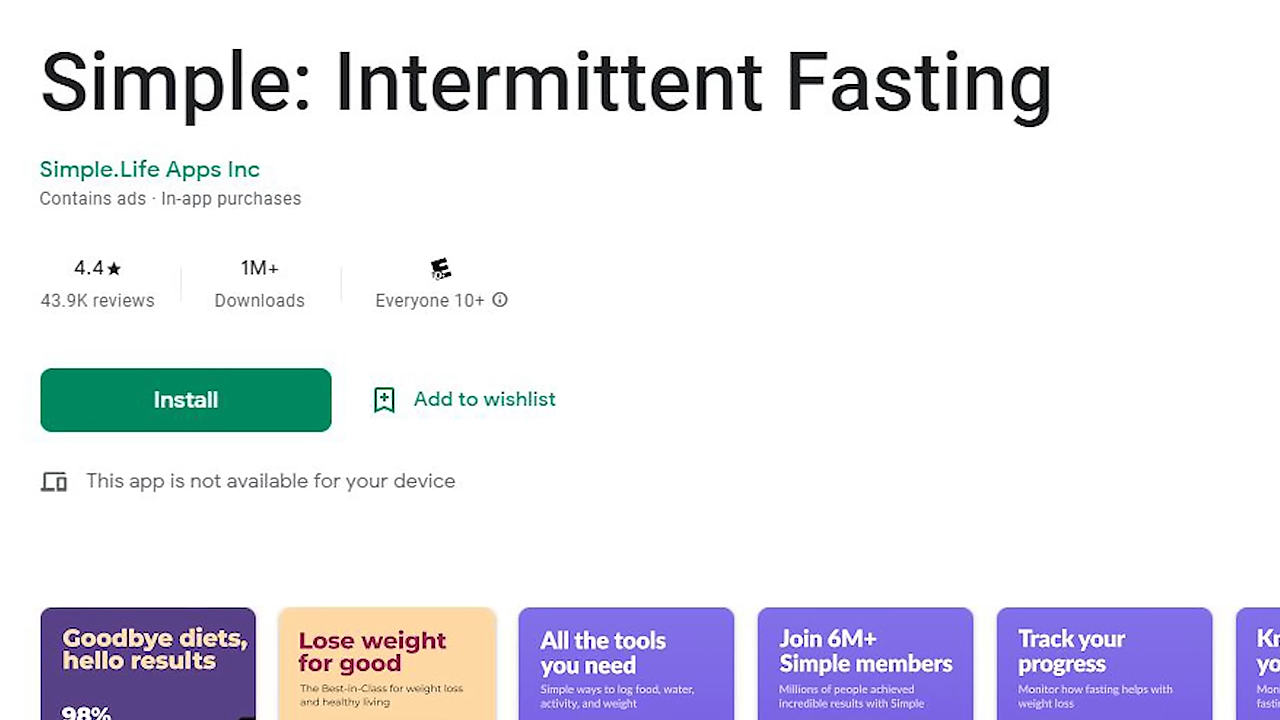 Simple: Intermittent Fasting
Simple.Life Apps Inc
Contains ads · In-app purchases
4.4★ 1M+ E
43.9K reviews Downloads Everyone 10+
Install Add to wishlist
This app is not available for your device
Goodbye diets,
hello results
98%
Lose weight
for good
The Best-in-Class for weight loss
and healthy living
All the tools
you need
Simple ways to log food, water,
activity, and weight
Join 6M+
Simple members
Millions of people achieved
incredible results with Simple
Track your
progress
Monitor how fasting helps with
weight loss